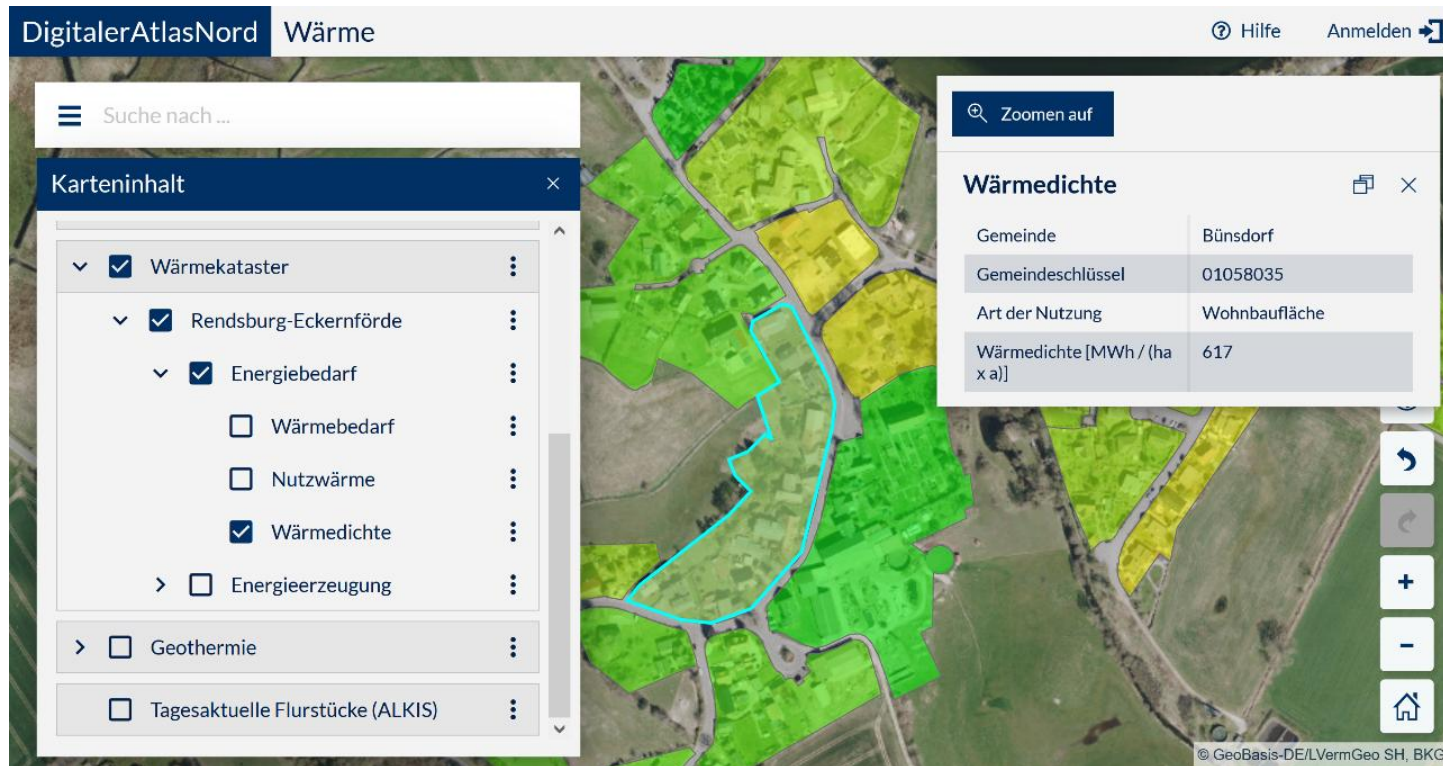 DigitalerAtlasNord Wärme
Hilfe Anmelden
Suche nach ...
Karteninhalt
Wärmekataster
Rendsburg-Eckernförde
Energiebedarf
Wärmebedarf
Nutzwärme
Wärmedichte
Energieerzeugung
Geothermie
Tagesaktuelle Flurstücke (ALKIS)
Zoomen auf
Wärmedichte
Gemeinde Bünsdorf
Gemeindeschlüssel 01058035
Art der Nutzung Wohnbaufläche
Wärmedichte [MWh / (ha 617
x a)]
© GeoBasis-DE/LVermGeo SH, BKG